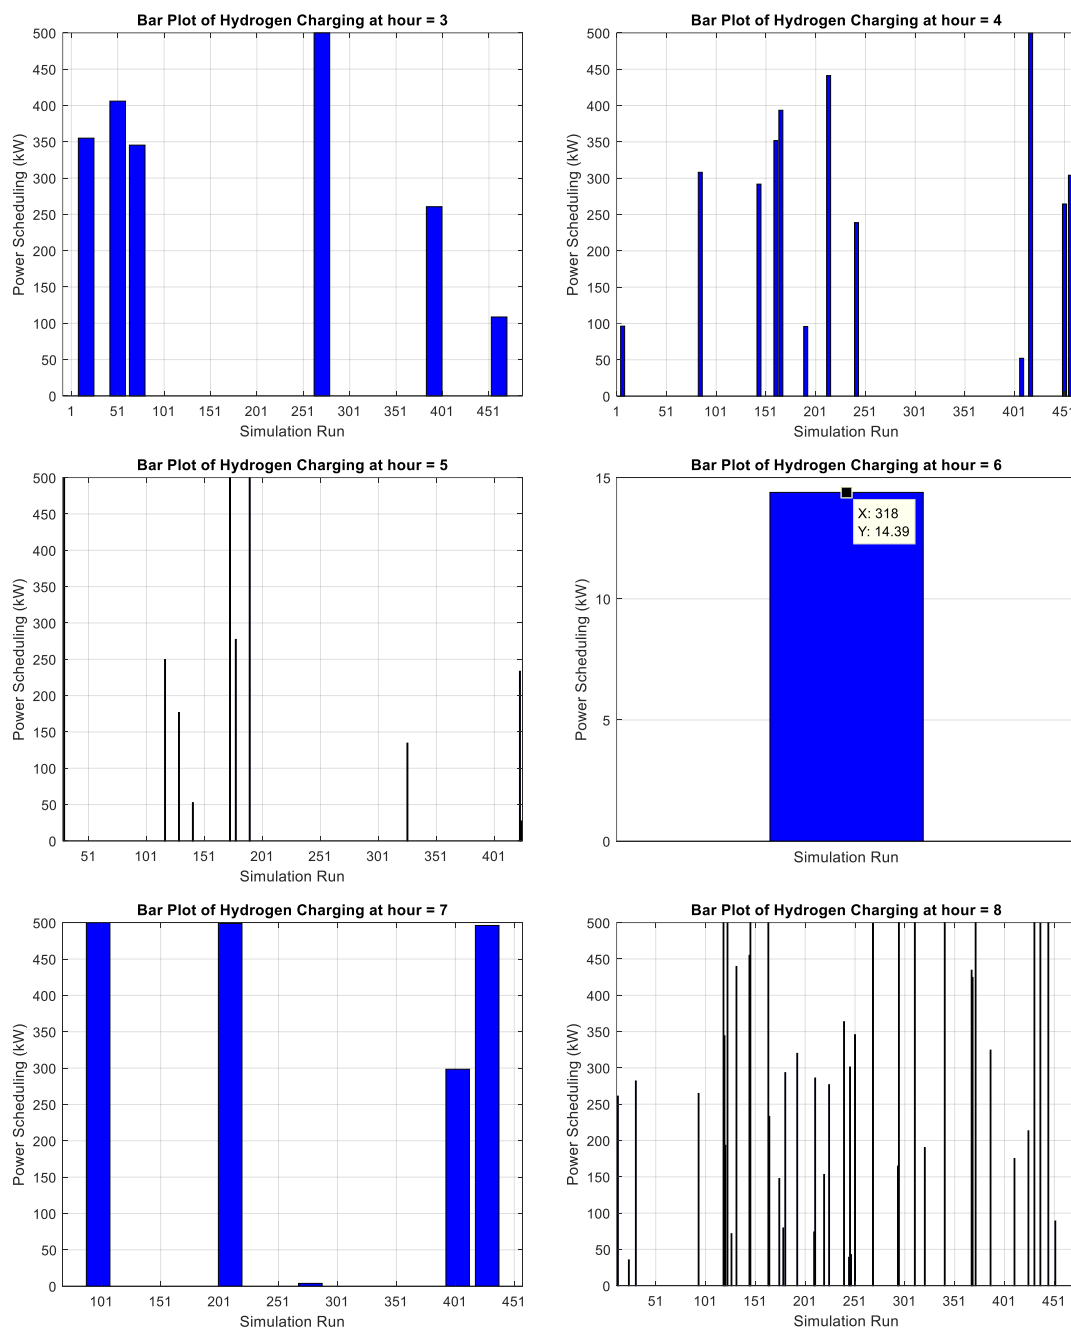 Bar Plot of Hydrogen Charging at hour = 3
Power Scheduling (kW)
500
450
400
350
300
250
200
150
100
50
0
1 51 101 151 201 251 301 351 401 451
Simulation Run
Bar Plot of Hydrogen Charging at hour = 4
Power Scheduling (kW)
500
450
400
350
300
250
200
150
100
50
0
1 51 101 151 201 251 301 351 401 451
Simulation Run
Bar Plot of Hydrogen Charging at hour = 5
Power Scheduling (kW)
500
450
400
350
300
250
200
150
100
50
0
51 101 151 201 251 301 351 401
Simulation Run
Bar Plot of Hydrogen Charging at hour = 6
Power Scheduling (kW)
15
10
5
0
X: 318
Y: 14.39
Simulation Run
Bar Plot of Hydrogen Charging at hour = 7
Power Scheduling (kW)
500
450
400
350
300
250
200
150
100
50
0
101 151 201 251 301 351 401 451
Simulation Run
Bar Plot of Hydrogen Charging at hour = 8
Power Scheduling (kW)
500
450
400
350
300
250
200
150
100
50
0
51 101 151 201 251 301 351 401 451
Simulation Run